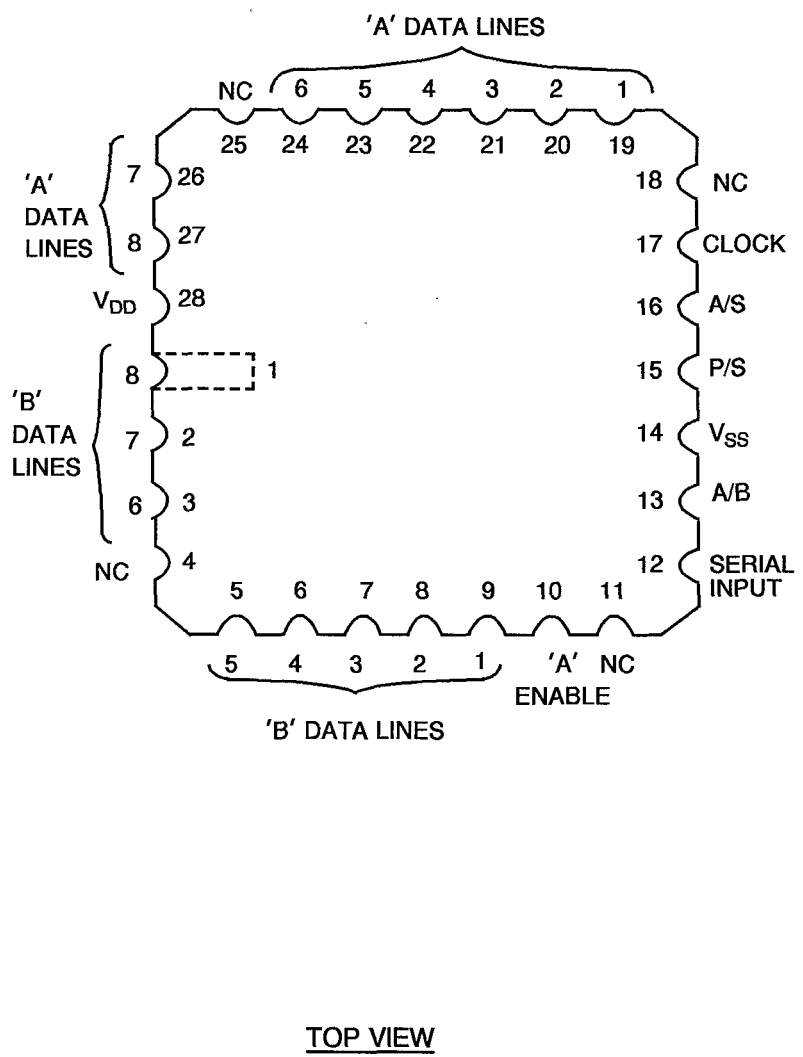 'A' DATA LINES
NC 6 5 4 3 2 1
25 24 23 22 21 20 19
'A' DATA LINES
7 26
8 27
VDD 28
'B' DATA LINES
8 1
7 2
6 3
NC 4
18 NC
17 CLOCK
16 A/S
15 P/S
14 VSS
13 A/B
12 SERIAL INPUT
5 6 7 8 9 10 11
5 4 3 2 1 'A' ENABLE NC
'B' DATA LINES
TOP VIEW